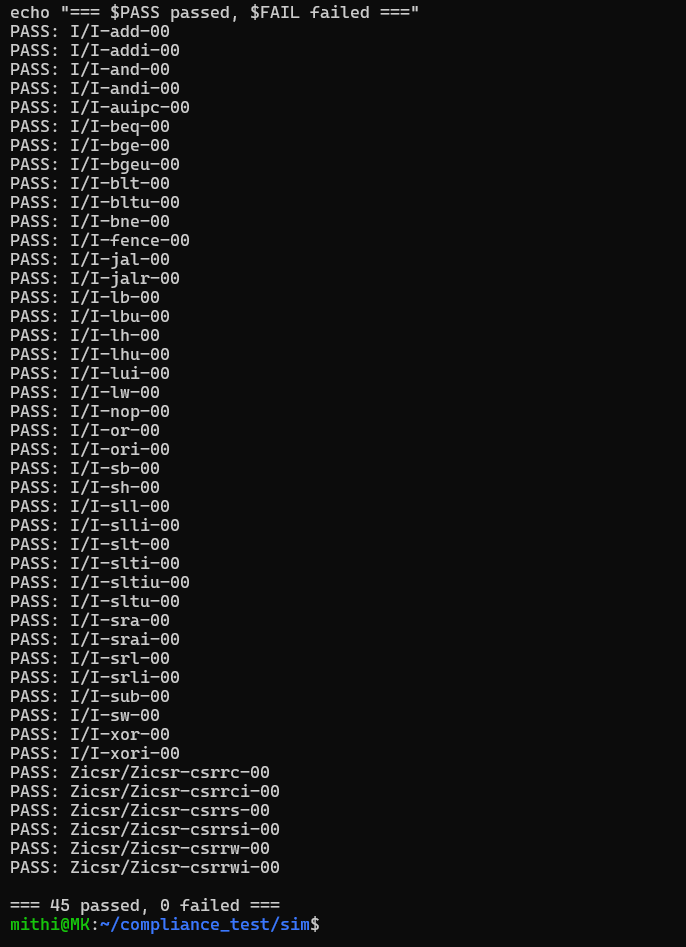 echo "=== $PASS passed, $FAIL failed ==="
PASS: I/I-add-00
PASS: I/I-addi-00
PASS: I/I-and-00
PASS: I/I-andi-00
PASS: I/I-auipc-00
PASS: I/I-beq-00
PASS: I/I-bge-00
PASS: I/I-bgeu-00
PASS: I/I-blt-00
PASS: I/I-bltu-00
PASS: I/I-bne-00
PASS: I/I-fence-00
PASS: I/I-jal-00
PASS: I/I-jalr-00
PASS: I/I-lb-00
PASS: I/I-lbu-00
PASS: I/I-lh-00
PASS: I/I-lhu-00
PASS: I/I-lui-00
PASS: I/I-lw-00
PASS: I/I-nop-00
PASS: I/I-or-00
PASS: I/I-ori-00
PASS: I/I-sb-00
PASS: I/I-sh-00
PASS: I/I-sll-00
PASS: I/I-slli-00
PASS: I/I-slt-00
PASS: I/I-slti-00
PASS: I/I-sltiu-00
PASS: I/I-sltu-00
PASS: I/I-sra-00
PASS: I/I-srai-00
PASS: I/I-srl-00
PASS: I/I-srli-00
PASS: I/I-sub-00
PASS: I/I-sw-00
PASS: I/I-xor-00
PASS: I/I-xori-00
PASS: Zicsr/Zicsr-csrrc-00
PASS: Zicsr/Zicsr-csrrci-00
PASS: Zicsr/Zicsr-csrrs-00
PASS: Zicsr/Zicsr-csrrsi-00
PASS: Zicsr/Zicsr-csrrw-00
PASS: Zicsr/Zicsr-csrrwi-00
=== 45 passed, 0 failed ===
mithi@MK:~/compliance_test/sim$